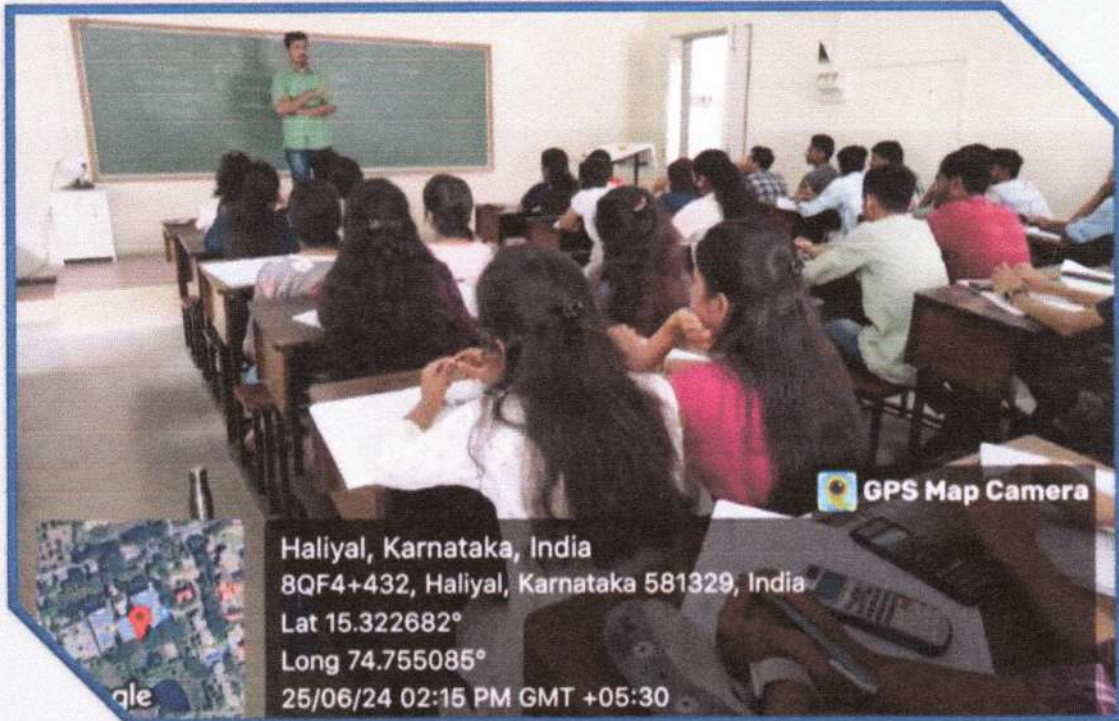 GPS Map Camera
Haliyal, Karnataka, India
8QF4+432, Haliyal, Karnataka 581329, India
Lat 15.322682°
Long 74.755085°
25/06/24 02:15 PM GMT +05:30
gle